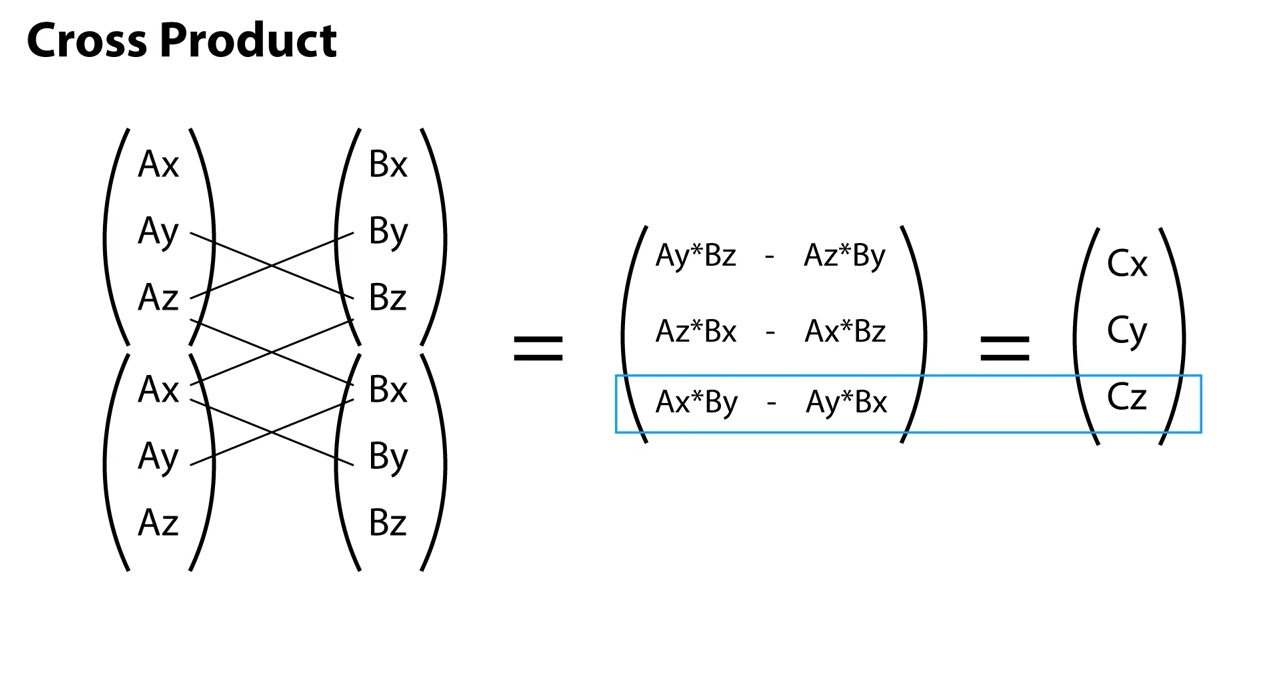 Cross Product
Ax Bx
Ay By
Az Bz
Ax Bx
Ay By
Az Bz
=
Ay*Bz - Az*By
Az*Bx - Ax*Bz
Ax*By - Ay*Bx
=
Cx
Cy
Cz